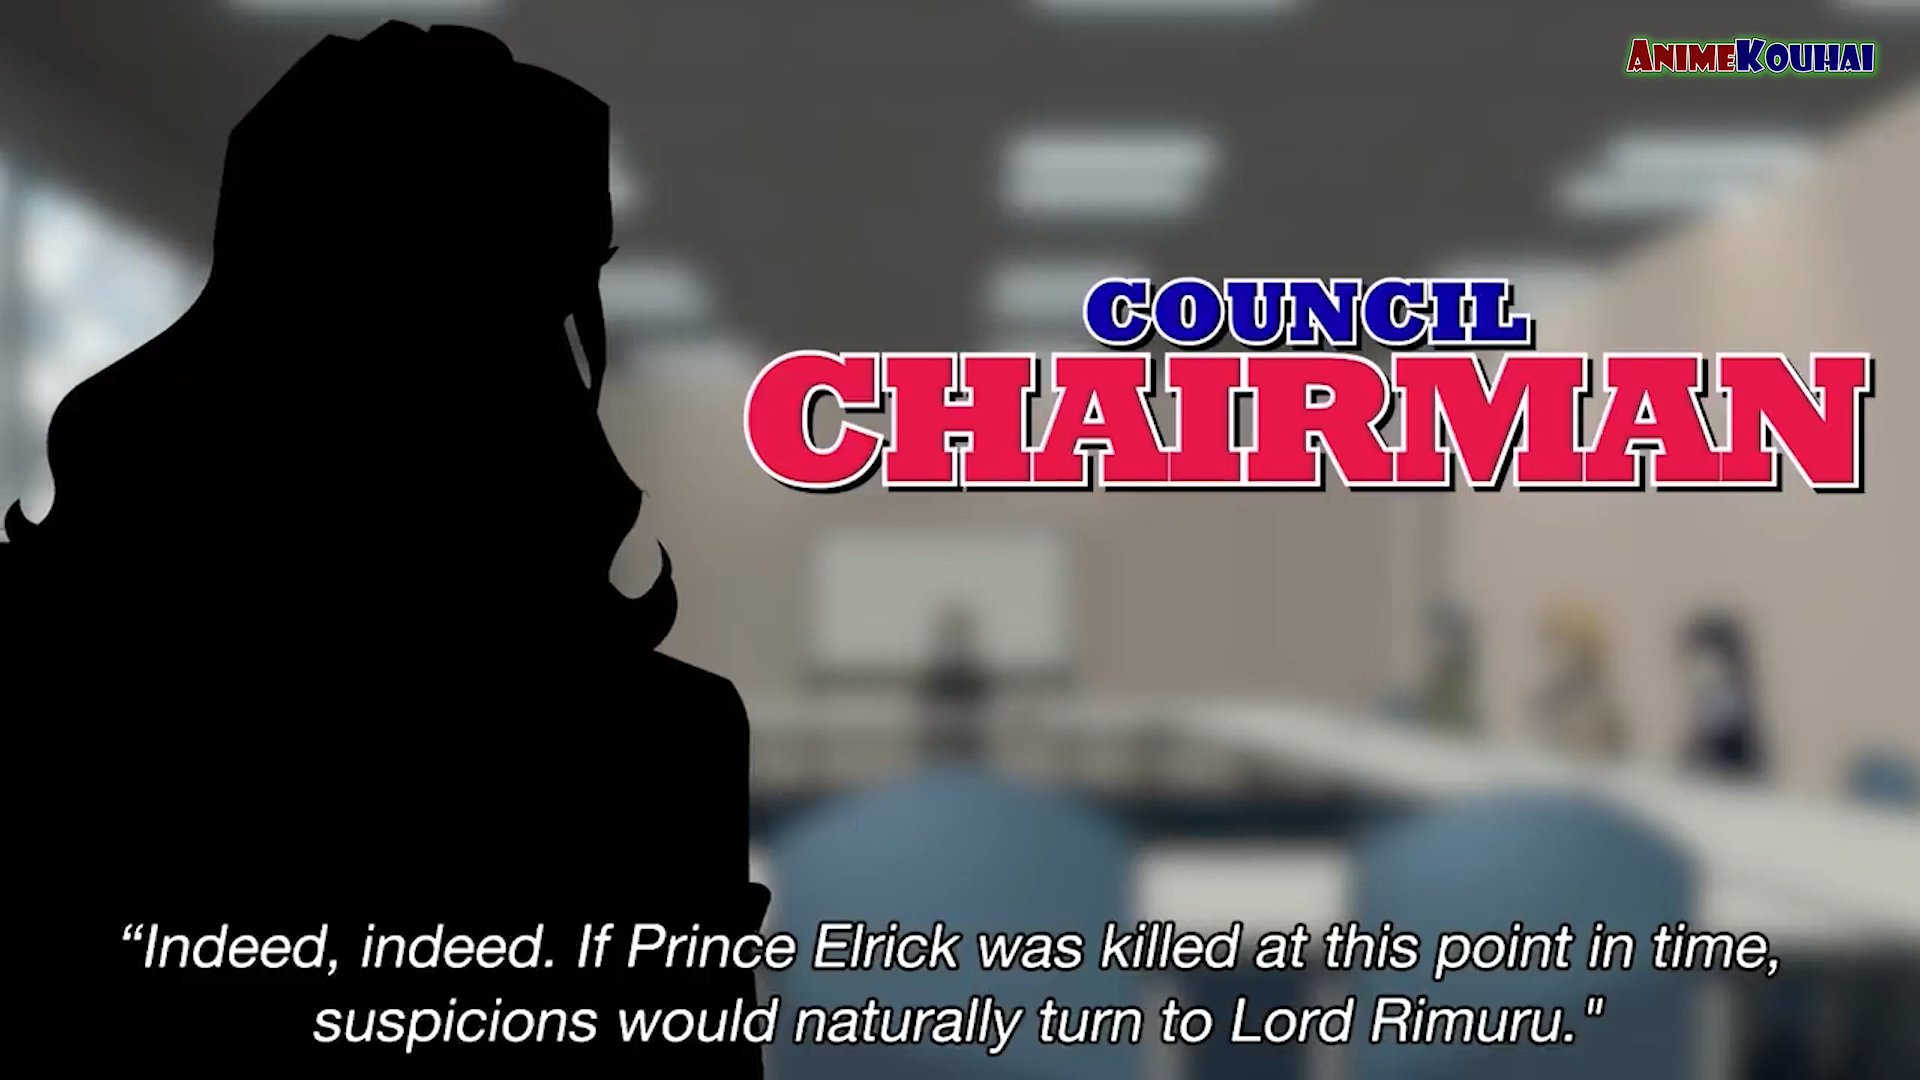 ANIMEKOUHAI
COUNCIL
CHAIRMAN
“Indeed, indeed. If Prince Elrick was killed at this point in time,
suspicions would naturally turn to Lord Rimuru."